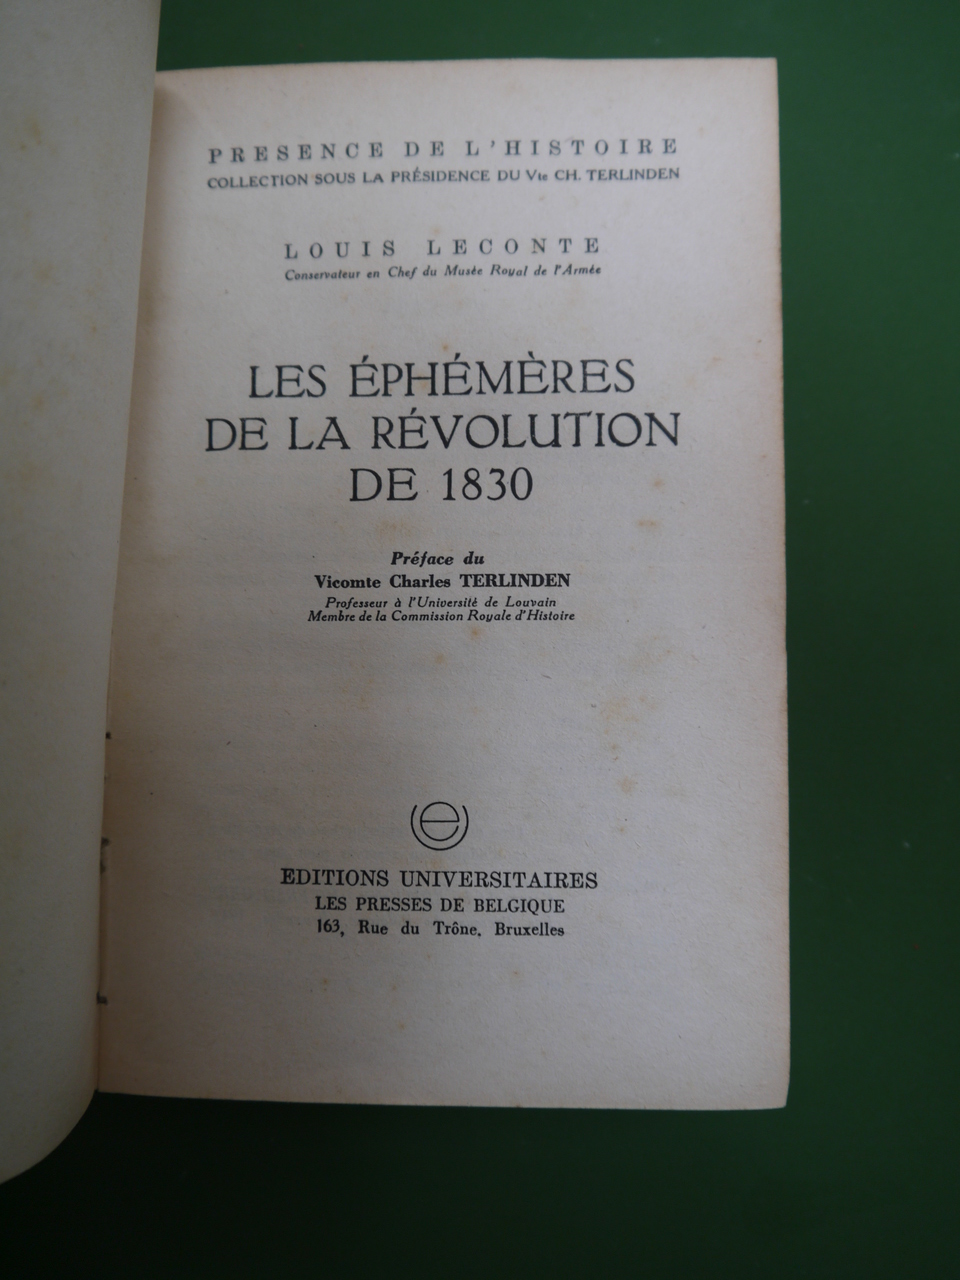 PRESENCE DE L'HISTOIRE
COLLECTION SOUS LA PRÉSIDENCE DU Vte CH. TERLINDEN
LOUIS LECONTE
Conservateur en Chef du Musée Royal de l'Armée
LES ÉPHÉMÈRES
DE LA RÉVOLUTION
DE 1830
Préface du
Vicomte Charles TERLINDEN
Professeur à l'Université de Louvain
Membre de la Commission Royale d'Histoire
e
EDITIONS UNIVERSITAIRES
LES PRESSES DE BELGIQUE
163, Rue du Trône, Bruxelles